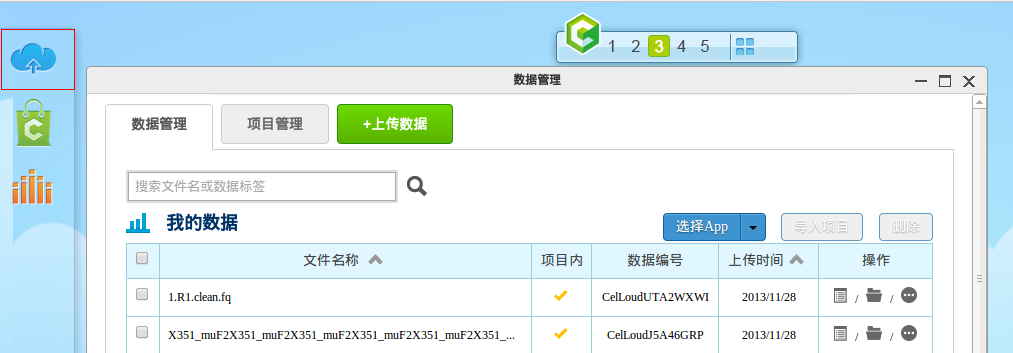 1 2 3 4 5
数据管理
数据管理 项目管理 +上传数据
搜索文件名或数据标签
我的数据 选择App 导入项目 删除
文件名称 项目内 数据编号 上传时间 操作
1.R1.clean.fq CelLoudUTA2WXWI 2013/11/28 / /
X351_muF2X351_muF2X351_muF2X351_muF2X351_muF2X351_... CelLoudJ5A46GRP 2013/11/28 / /